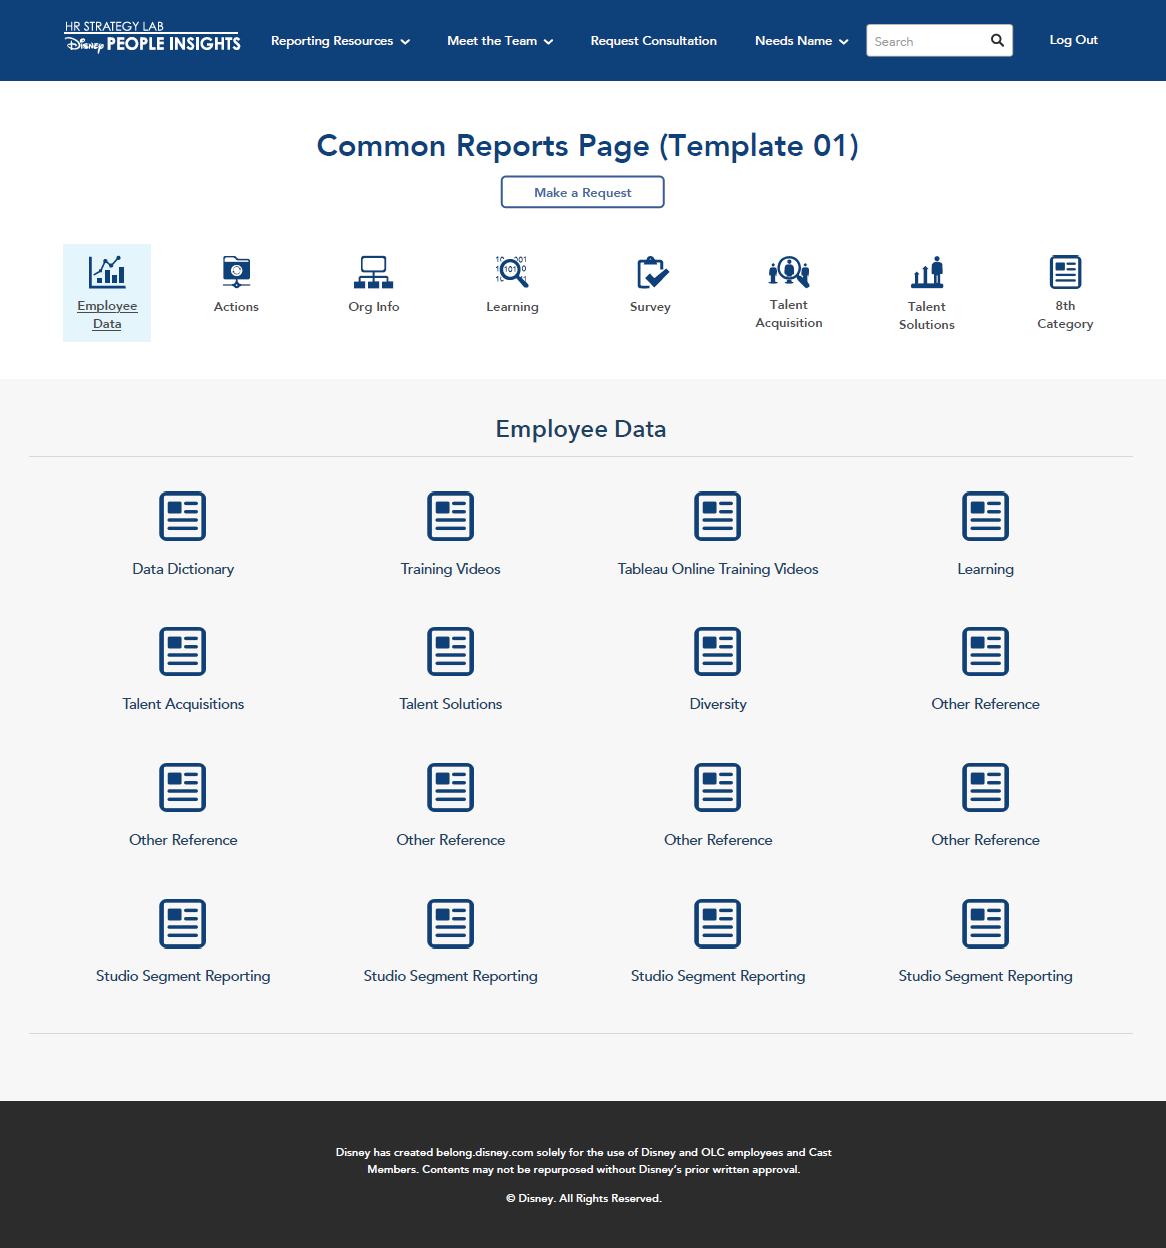 HR STRATEGY LAB
Disney PEOPLE INSIGHTS
Reporting Resources
Meet the Team
Request Consultation
Needs Name
Search
Log Out
Common Reports Page (Template 01)
Make a Request
Employee
Data
Actions
Org Info
Learning
Survey
Talent
Acquisition
Talent
Solutions
8th
Category
Employee Data
Data Dictionary
Training Videos
Tableau Online Training Videos
Learning
Talent Acquisitions
Talent Solutions
Diversity
Other Reference
Other Reference
Other Reference
Other Reference
Other Reference
Studio Segment Reporting
Studio Segment Reporting
Studio Segment Reporting
Studio Segment Reporting
Disney has created belong.disney.com solely for the use of Disney and OLC employees and Cast
Members. Contents may not be repurposed without Disney’s prior written approval.
© Disney. All Rights Reserved.